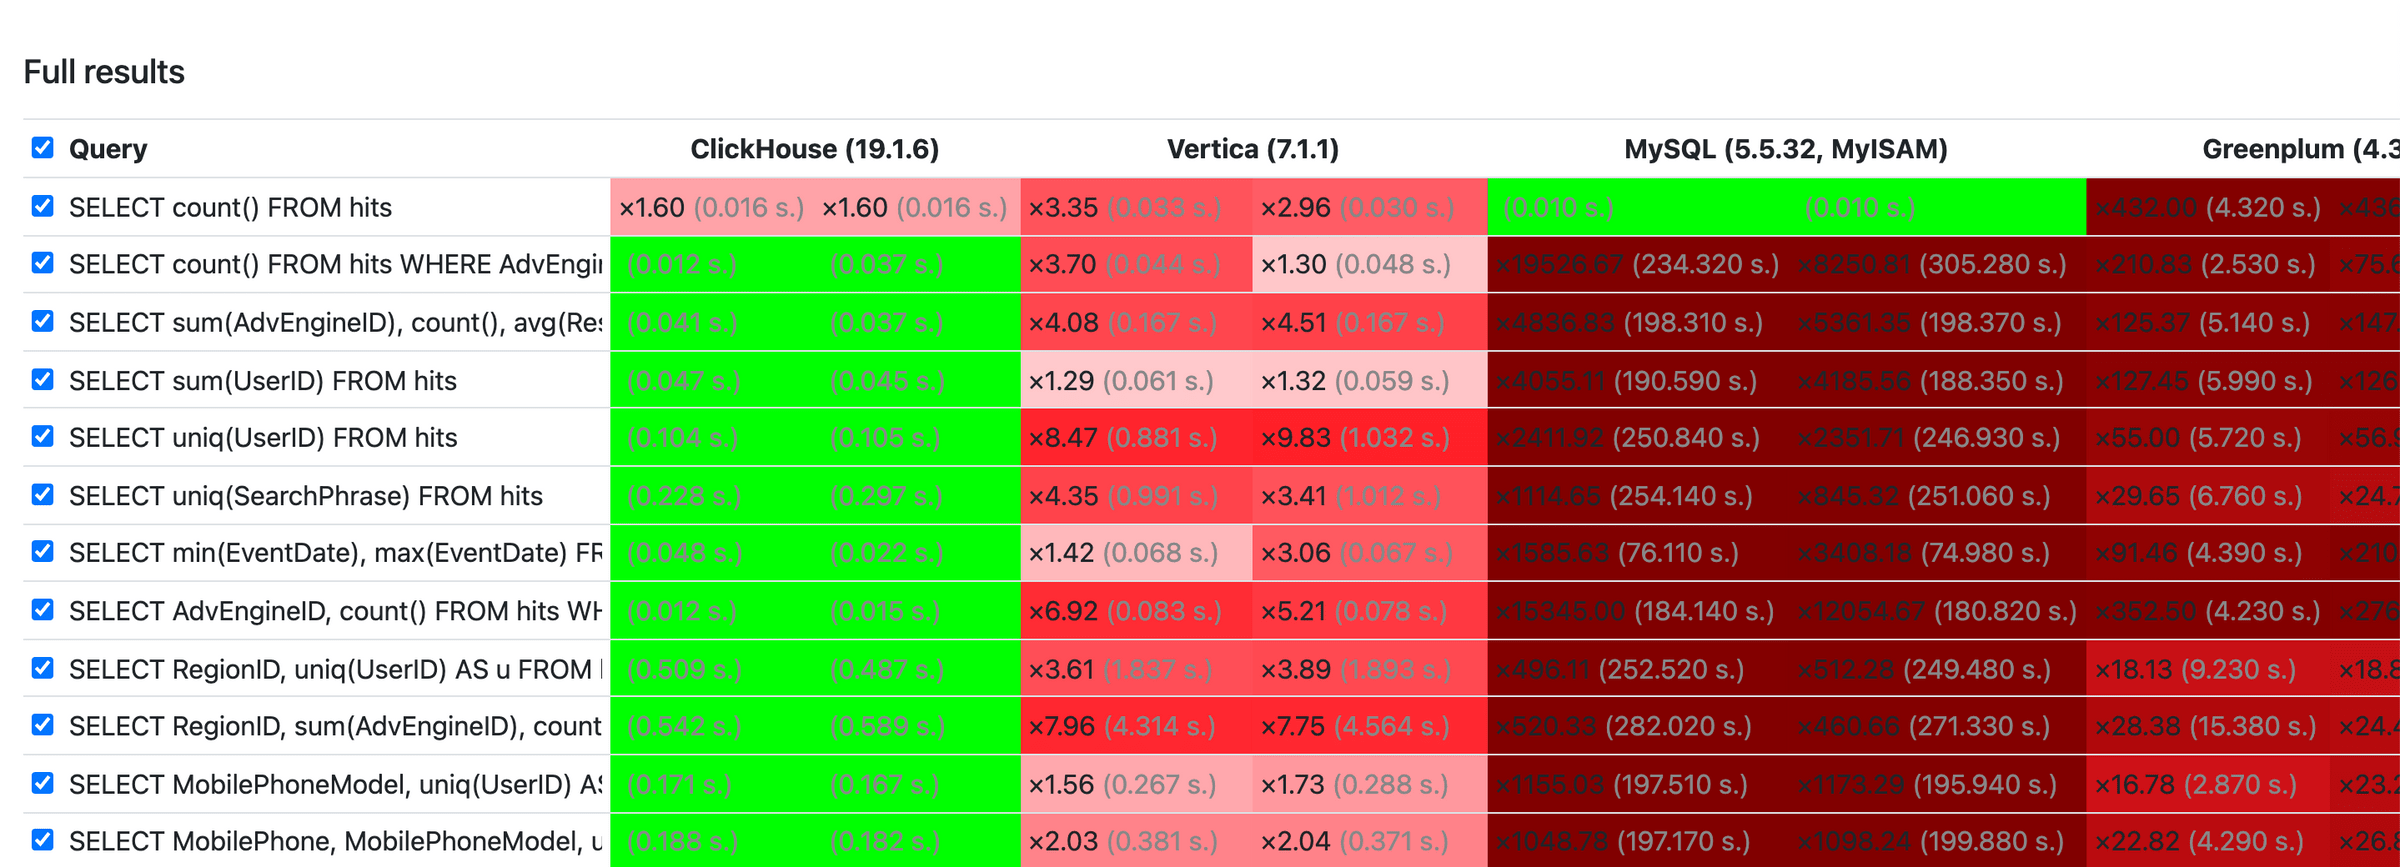 Full results
Query ClickHouse (19.1.6) Vertica (7.1.1) MySQL (5.5.32, MyISAM) Greenplum (4.3
SELECT count() FROM hits ×1.60 (0.016 s.) ×1.60 (0.016 s.) ×3.35 (0.033 s.) ×2.96 (0.030 s.) (0.010 s.) (0.010 s.) ×432.00 (4.320 s.) ×436
SELECT count() FROM hits WHERE AdvEngin (0.012 s.) (0.037 s.) ×3.70 (0.044 s.) ×1.30 (0.048 s.) ×19526.67 (234.320 s.) ×8250.81 (305.280 s.) ×210.83 (2.530 s.) ×75.6
SELECT sum(AdvEngineID), count(), avg(Res (0.041 s.) (0.037 s.) ×4.08 (0.167 s.) ×4.51 (0.167 s.) ×4836.83 (198.310 s.) ×5361.35 (198.370 s.) ×125.37 (5.140 s.) ×147
SELECT sum(UserID) FROM hits (0.047 s.) (0.045 s.) ×1.29 (0.061 s.) ×1.32 (0.059 s.) ×4055.11 (190.590 s.) ×4185.56 (188.350 s.) ×127.45 (5.990 s.) ×126
SELECT uniq(UserID) FROM hits (0.104 s.) (0.105 s.) ×8.47 (0.881 s.) ×9.83 (1.032 s.) ×2411.92 (250.840 s.) ×2351.71 (246.930 s.) ×55.00 (5.720 s.) ×56.9
SELECT uniq(SearchPhrase) FROM hits (0.228 s.) (0.297 s.) ×4.35 (0.991 s.) ×3.41 (1.012 s.) ×1114.65 (254.140 s.) ×845.32 (251.060 s.) ×29.65 (6.760 s.) ×24.7
SELECT min(EventDate), max(EventDate) FR (0.048 s.) (0.022 s.) ×1.42 (0.068 s.) ×3.06 (0.067 s.) ×1585.63 (76.110 s.) ×3408.18 (74.980 s.) ×91.46 (4.390 s.) ×210
SELECT AdvEngineID, count() FROM hits WH (0.012 s.) (0.015 s.) ×6.92 (0.083 s.) ×5.21 (0.078 s.) ×15345.00 (184.140 s.) ×12054.67 (180.820 s.) ×352.50 (4.230 s.) ×276
SELECT RegionID, uniq(UserID) AS u FROM (0.509 s.) (0.487 s.) ×3.61 (1.837 s.) ×3.89 (1.893 s.) ×496.11 (252.520 s.) ×512.28 (249.480 s.) ×18.13 (9.230 s.) ×18.8
SELECT RegionID, sum(AdvEngineID), count (0.542 s.) (0.589 s.) ×7.96 (4.314 s.) ×7.75 (4.564 s.) ×520.33 (282.020 s.) ×460.66 (271.330 s.) ×28.38 (15.380 s.) ×24.4
SELECT MobilePhoneModel, uniq(UserID) AS (0.171 s.) (0.167 s.) ×1.56 (0.267 s.) ×1.73 (0.288 s.) ×1155.03 (197.510 s.) ×1173.29 (195.940 s.) ×16.78 (2.870 s.) ×23.2
SELECT MobilePhone, MobilePhoneModel, u (0.188 s.) (0.182 s.) ×2.03 (0.381 s.) ×2.04 (0.371 s.) ×1048.78 (197.170 s.) ×1098.24 (199.880 s.) ×22.82 (4.290 s.) ×26.8